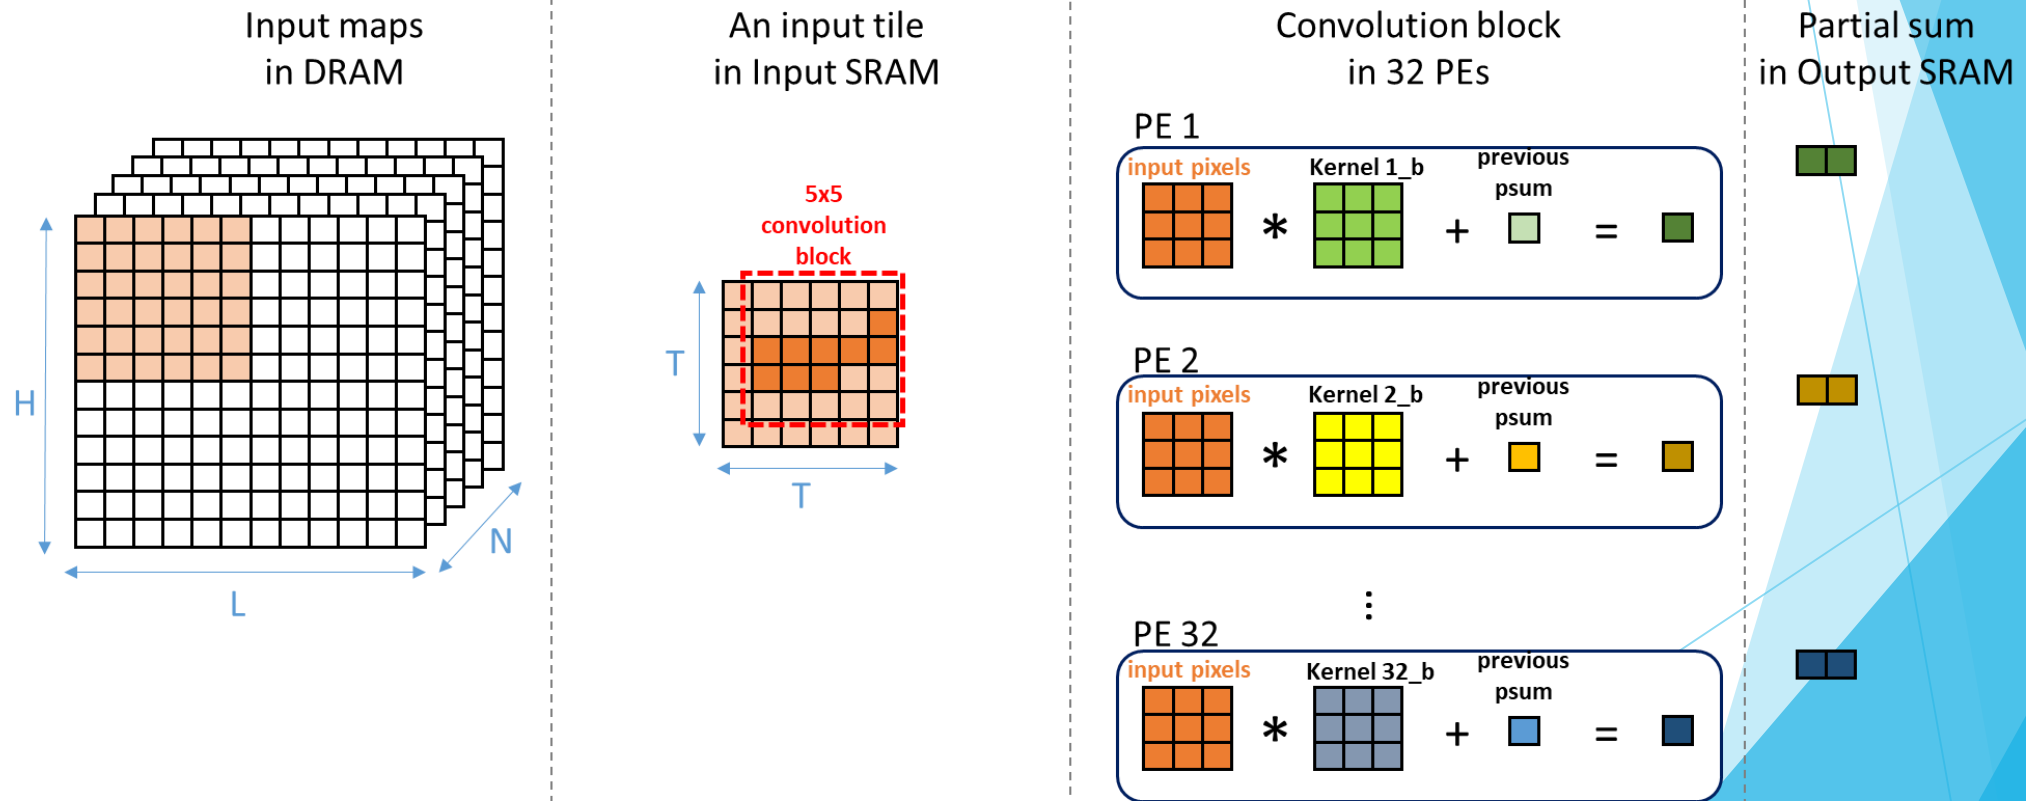 Input maps
in DRAM
H
L
N
An input tile
in Input SRAM
5x5
convolution
block
T
T
Convolution block
in 32 PEs
PE 1
input pixels
Kernel 1_b
previous
psum
*
+
=
PE 2
input pixels
Kernel 2_b
previous
psum
*
+
=
⋮
PE 32
input pixels
Kernel 32_b
previous
psum
*
+
=
Partial sum
in Output SRAM